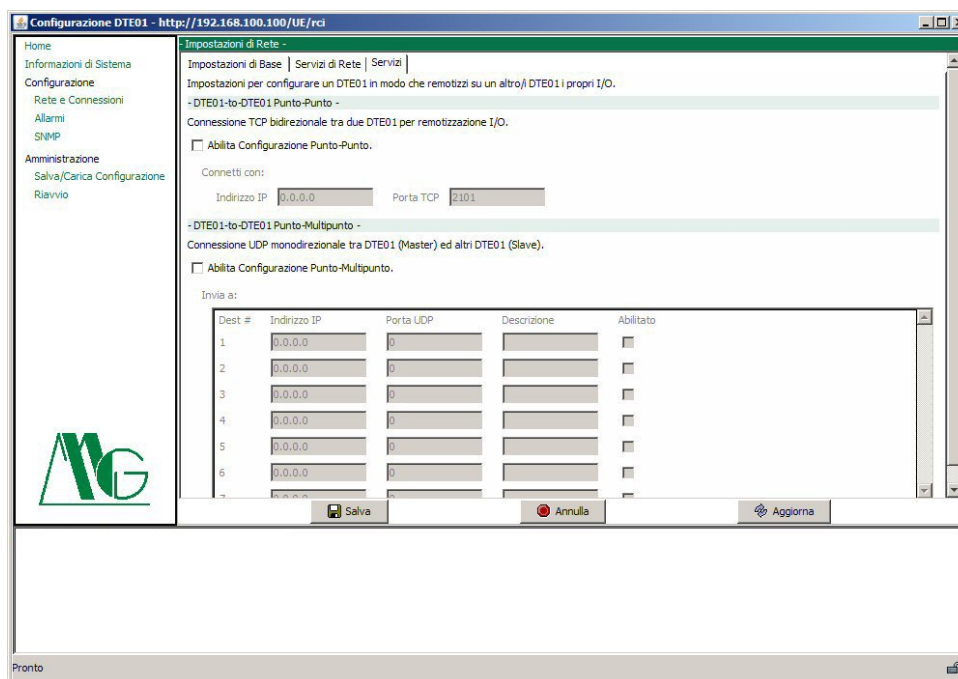 Configurazione DTE01 - http://192.168.100.100/UE/rci
Home
Informazioni di Sistema
Configurazione
Rete e Connessioni
Allarmi
SNMP
Amministrazione
Salva/Carica Configurazione
Riavvio
MG
- Impostazioni di Rete -
Impostazioni di Base | Servizi di Rete | Servizi
Impostazioni per configurare un DTE01 in modo che remotizzi su un altro/i DTE01 i propri I/O.
- DTE01-to-DTE01 Punto-Punto -
Connessione TCP bidirezionale tra due DTE01 per remotizzazione I/O.
Abilita Configurazione Punto-Punto.
Connetti con:
Indirizzo IP 0.0.0.0 Porta TCP 2101
- DTE01-to-DTE01 Punto-Multipunto -
Connessione UDP monodirezionale tra DTE01 (Master) ed altri DTE01 (Slave).
Abilita Configurazione Punto-Multipunto.
Invia a:
Dest # Indirizzo IP Porta UDP Descrizione Abilitato
1 0.0.0.0 0
2 0.0.0.0 0
3 0.0.0.0 0
4 0.0.0.0 0
5 0.0.0.0 0
6 0.0.0.0 0
Salva Annulla Aggiorna
Pronto